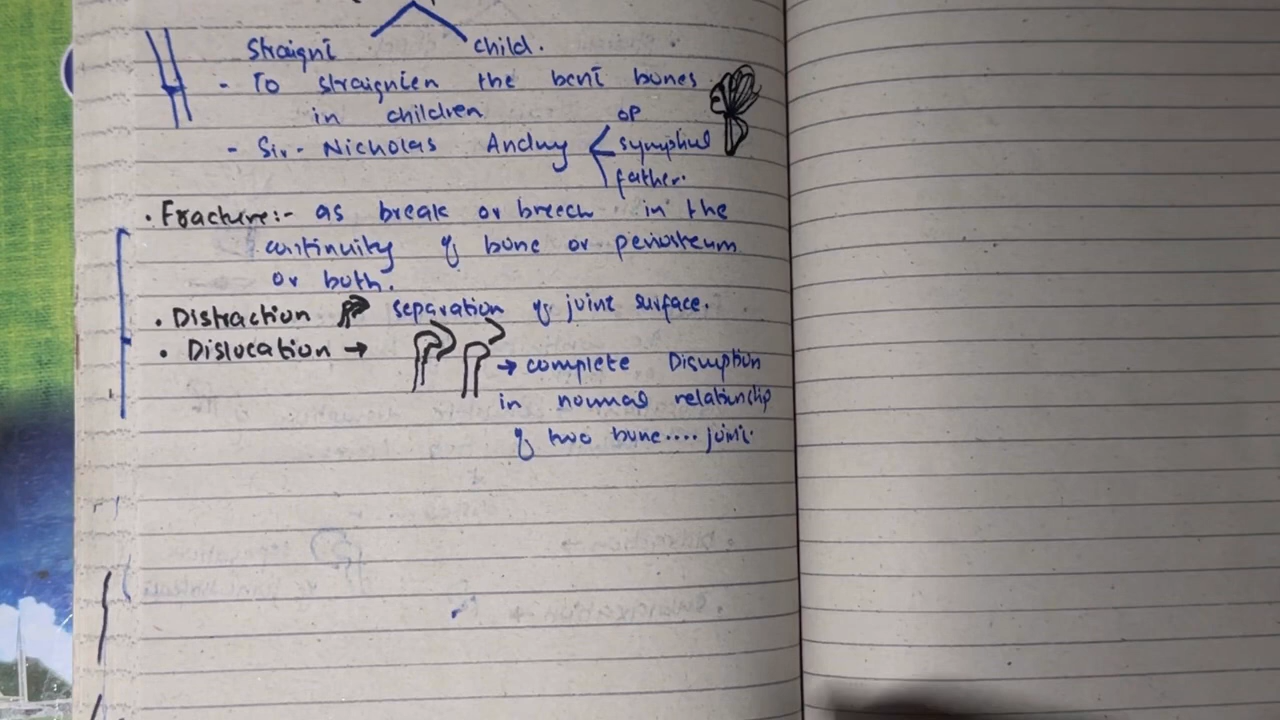 Straight child.
- To straighten the bent bones
in children
- Sir- Nicholas Andry
OP
symphul
father.
. Fracture:- as break or breech in the
continuity of bone or periosteum
or both.
. Distraction separation of joint surface.
• Dislocation →
→ complete Disruption
in normal relationship
of two bone.... joint.